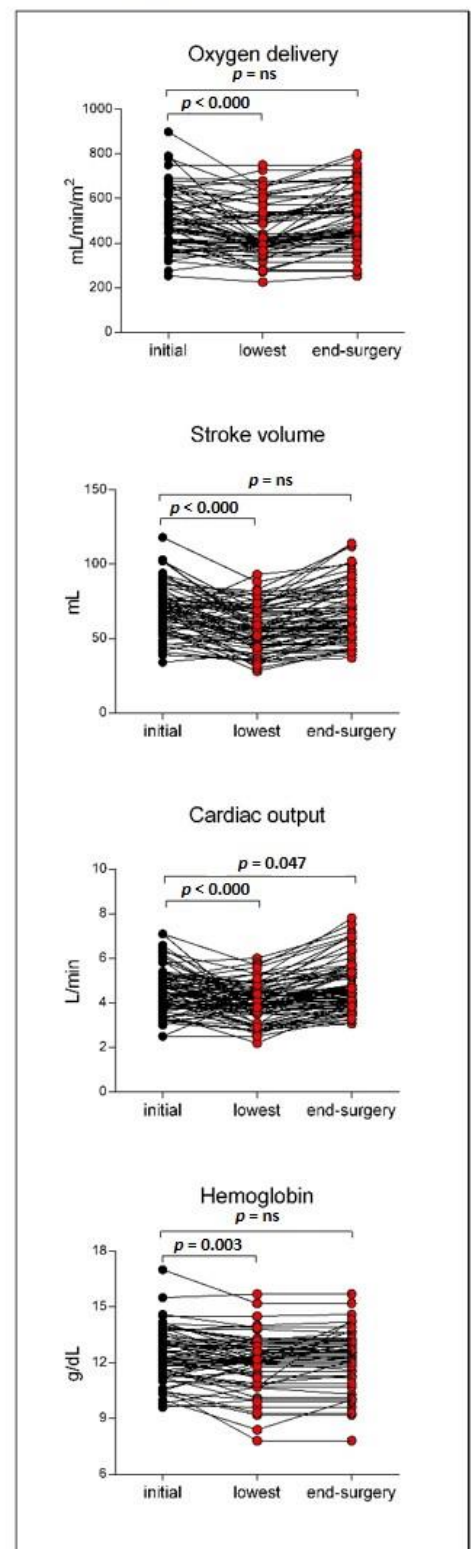 Oxygen delivery
p = ns
p < 0.000
1000
800
600
400
200
0
mL/min/m²
initial lowest end-surgery
Stroke volume
p = ns
p < 0.000
150
100
50
0
mL
initial lowest end-surgery
Cardiac output
p = 0.047
p < 0.000
10
8
6
4
2
0
L/min
initial lowest end-surgery
Hemoglobin
p = ns
p = 0.003
18
15
12
9
6
g/dL
initial lowest end-surgery